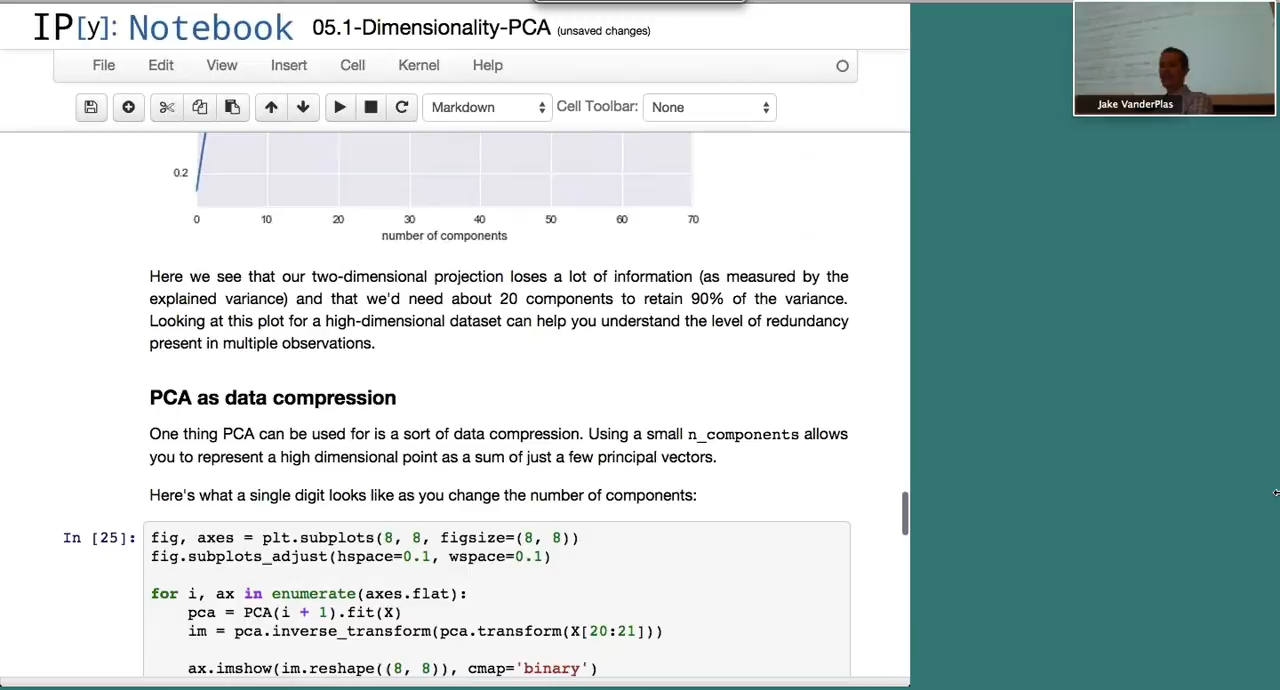 IP[y]: Notebook 05.1-Dimensionality-PCA (unsaved changes)
File Edit View Insert Cell Kernel Help
Markdown Cell Toolbar: None
Jake VanderPlas
0.2
0 10 20 30 40 50 60 70
number of components
Here we see that our two-dimensional projection loses a lot of information (as measured by the
explained variance) and that we'd need about 20 components to retain 90% of the variance.
Looking at this plot for a high-dimensional dataset can help you understand the level of redundancy
present in multiple observations.
PCA as data compression
One thing PCA can be used for is a sort of data compression. Using a small n_components allows
you to represent a high dimensional point as a sum of just a few principal vectors.
Here's what a single digit looks like as you change the number of components:
In [25]: fig, axes = plt.subplots(8, 8, figsize=(8, 8))
fig.subplots_adjust(hspace=0.1, wspace=0.1)
for i, ax in enumerate(axes.flat):
    pca = PCA(i + 1).fit(X)
    im = pca.inverse_transform(pca.transform(X[20:21]))
    ax.imshow(im.reshape((8, 8)), cmap='binary')